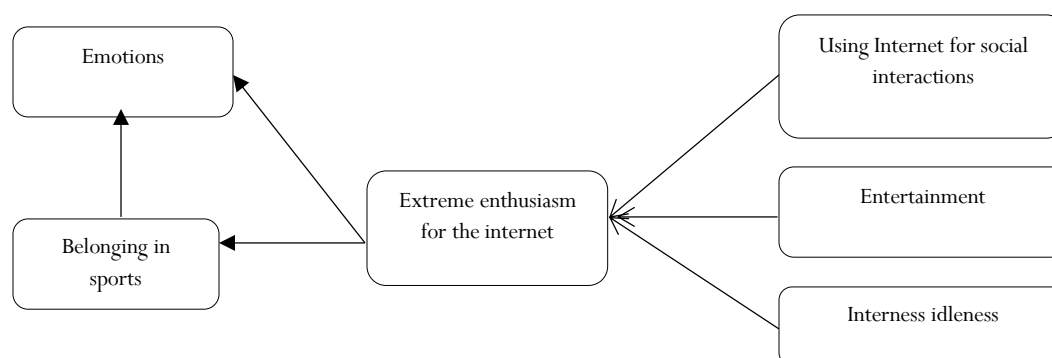 Emotions
Belonging in
sports
Extreme enthusiasm
for the internet
Using Internet for social
interactions
Entertainment
Interness idleness